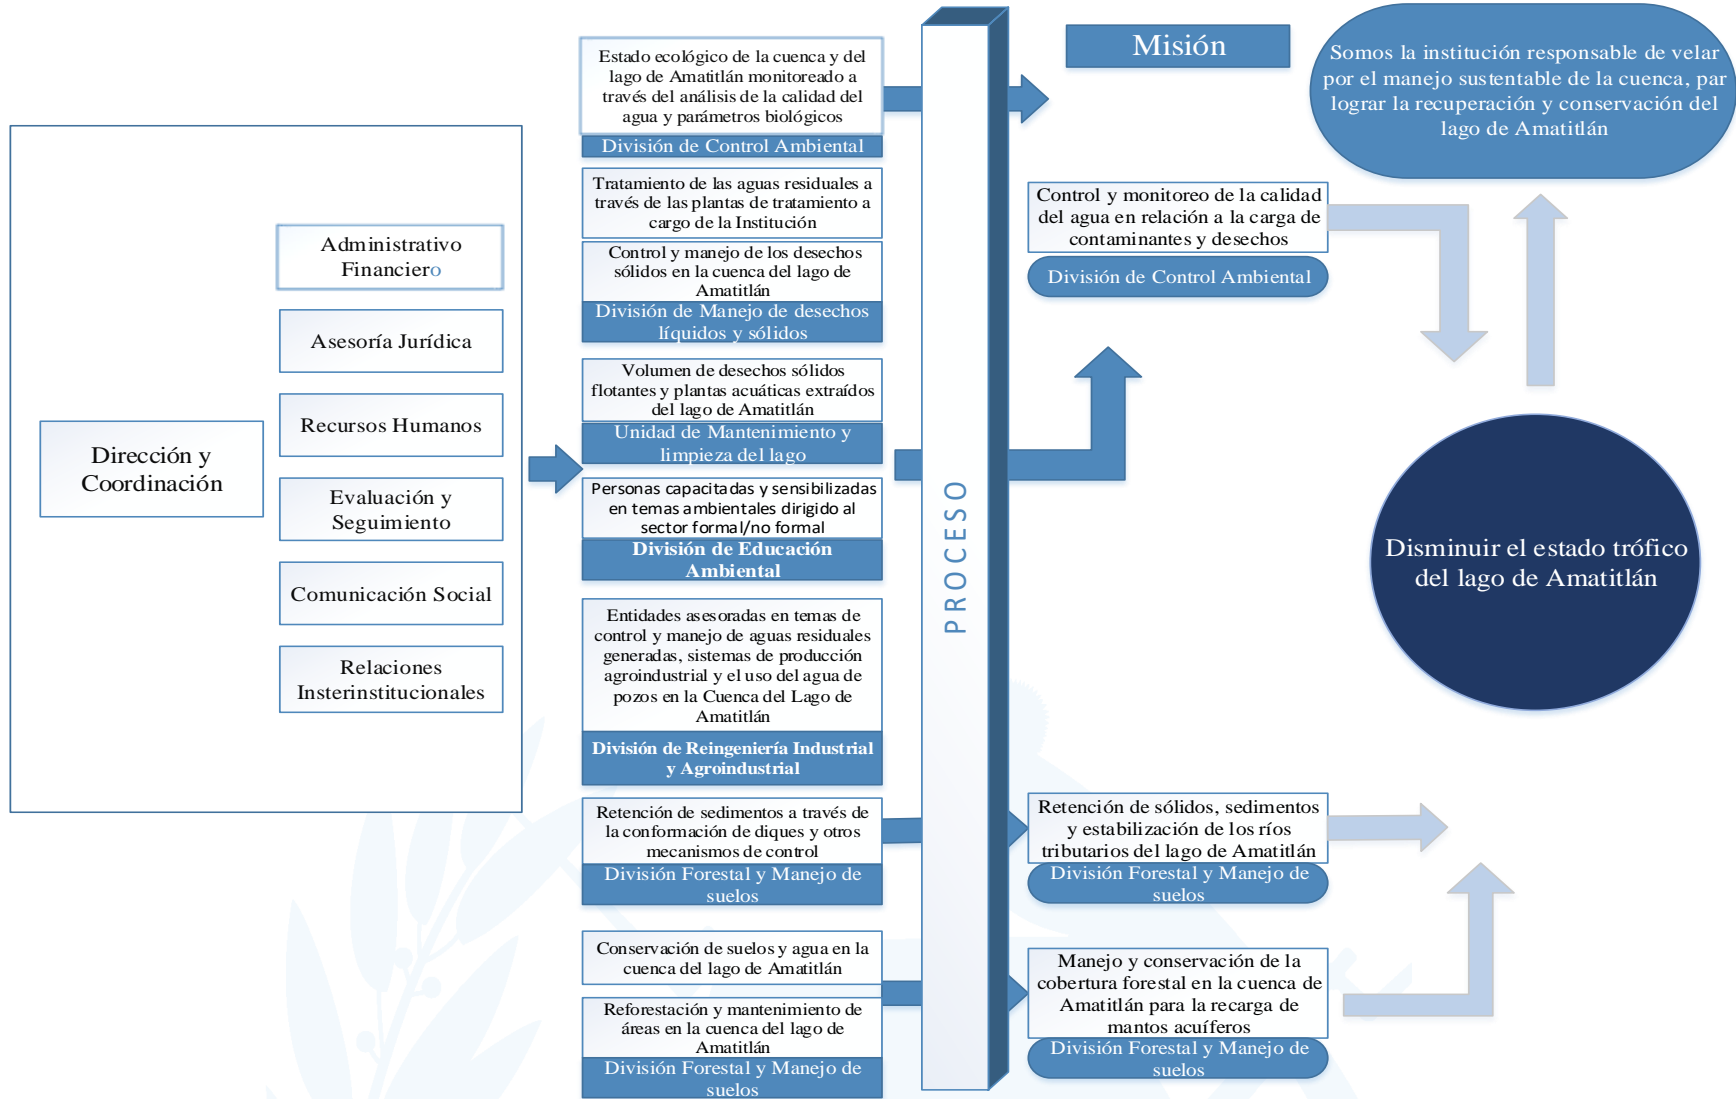 Dirección y
Coordinación
Administrativo
Financiero
Asesoría Jurídica
Recursos Humanos
Evaluación y
Seguimiento
Comunicación Social
Relaciones
Insterinstitucionales
Estado ecológico de la cuenca y del
lago de Amatitlán monitoreado a
través del análisis de la calidad del
agua y parámetros biológicos
División de Control Ambiental
Tratamiento de las aguas residuales a
través de las plantas de tratamiento a
cargo de la Institución
Control y manejo de los desechos
sólidos en la cuenca del lago de
Amatitlán
División de Manejo de desechos
líquidos y sólidos
Volumen de desechos sólidos
flotantes y plantas acuáticas extraídos
del lago de Amatitlán
Unidad de Mantenimiento y
limpieza del lago
Personas capacitadas y sensibilizadas
en temas ambientales dirigido al
sector formal/no formal
División de Educación
Ambiental
Entidades asesoradas en temas de
control y manejo de aguas residuales
generadas, sistemas de producción
agroindustrial y el uso del agua de
pozos en la Cuenca del Lago de
Amatitlán
División de Reingeniería Industrial
y Agroindustrial
Retención de sedimentos a través de
la conformación de diques y otros
mecanismos de control
División Forestal y Manejo de
suelos
Conservación de suelos y agua en la
cuenca del lago de Amatitlán
Reforestación y mantenimiento de
áreas en la cuenca del lago de
Amatitlán
División Forestal y Manejo de
suelos
PROCESO
Misión
Somos la institución responsable de velar
por el manejo sustentable de la cuenca, par
lograr la recuperación y conservación del
lago de Amatitlán
Control y monitoreo de la calidad
del agua en relación a la carga de
contaminantes y desechos
División de Control Ambiental
Disminuir el estado trófico
del lago de Amatitlán
Retención de sólidos, sedimentos
y estabilización de los ríos
tributarios del lago de Amatitlán
División Forestal y Manejo de
suelos
Manejo y conservación de la
cobertura forestal en la cuenca de
Amatitlán para la recarga de
mantos acuíferos
División Forestal y Manejo de
suelos